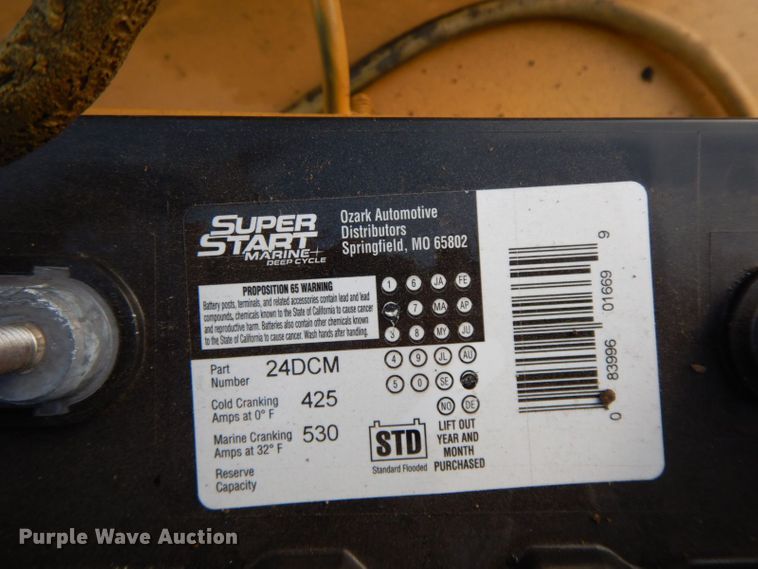 SUPER
START
MARINE
DEEP CYCLE
Ozark Automotive
Distributors
Springfield, MO 65802
PROPOSITION 65 WARNING
Battery posts, terminals, and related accessories contain lead and lead
compounds, chemicals known to the State of California to cause cancer
and reproductive harm. Batteries also contain other chemicals known
to the State of California to cause cancer. Wash hands after handling.
1 6 JA FE
7 MA AP
3 8 MY JU
4 9 JL AU
5 0 SE
NO DE
Part
Number 24DCM
Cold Cranking
Amps at 0° F 425
Marine Cranking
Amps at 32° F 530
Reserve
Capacity
STD
Standard Flooded
LIFT OUT
YEAR AND
MONTH
PURCHASED
0 83996 01669 9
Purple Wave Auction